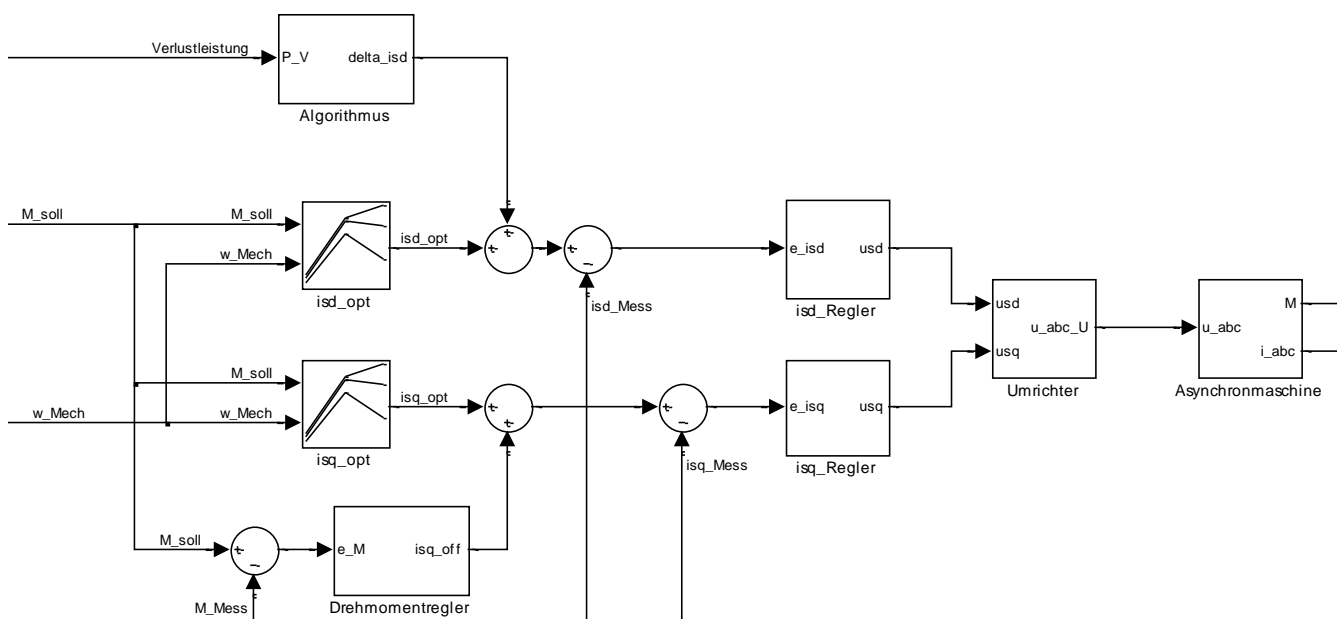 Verlustleistung
P_V
delta_isd
Algorithmus
M_soll
M_soll
w_Mech
isd_opt
isd_opt
isd_Mess
e_isd
usd
isd_Regler
usd
usq
u_abc_U
Umrichter
u_abc
M
i_abc
Asynchronmaschine
M_soll
w_Mech
w_Mech
isq_opt
isq_opt
isq_Mess
e_isq
usq
isq_Regler
M_soll
M_Mess
e_M
isq_off
Drehmomentregler